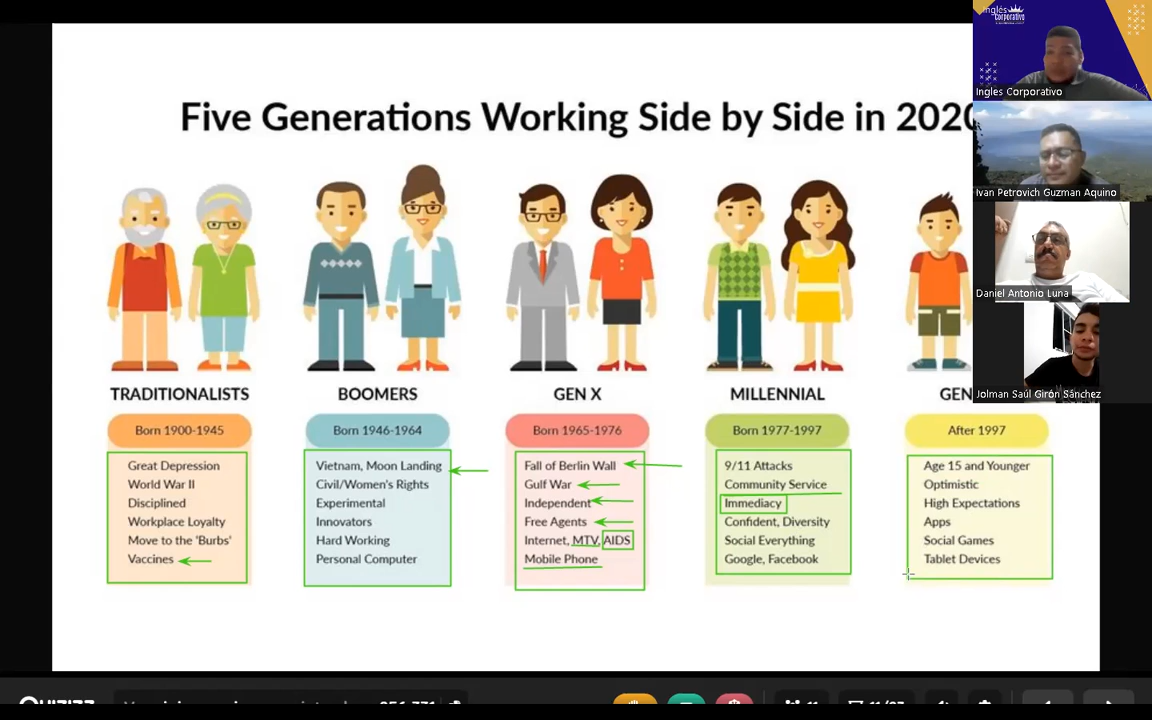 Inglés
Corporativo
Ingles Corporativo
Five Generations Working Side by Side in 2020
Ivan Petrovich Guzman Aquino
Daniel Antonio Luna
Jolman Saúl Girón Sánchez
TRADITIONALISTS
Born 1900-1945
Great Depression
World War II
Disciplined
Workplace Loyalty
Move to the 'Burbs'
Vaccines
BOOMERS
Born 1946-1964
Vietnam, Moon Landing
Civil/Women's Rights
Experimental
Innovators
Hard Working
Personal Computer
GEN X
Born 1965-1976
Fall of Berlin Wall
Gulf War
Independent
Free Agents
Internet, MTV, AIDS
Mobile Phone
MILLENNIAL
Born 1977-1997
9/11 Attacks
Community Service
Immediacy
Confident, Diversity
Social Everything
Google, Facebook
GEN
After 1997
Age 15 and Younger
Optimistic
High Expectations
Apps
Social Games
Tablet Devices